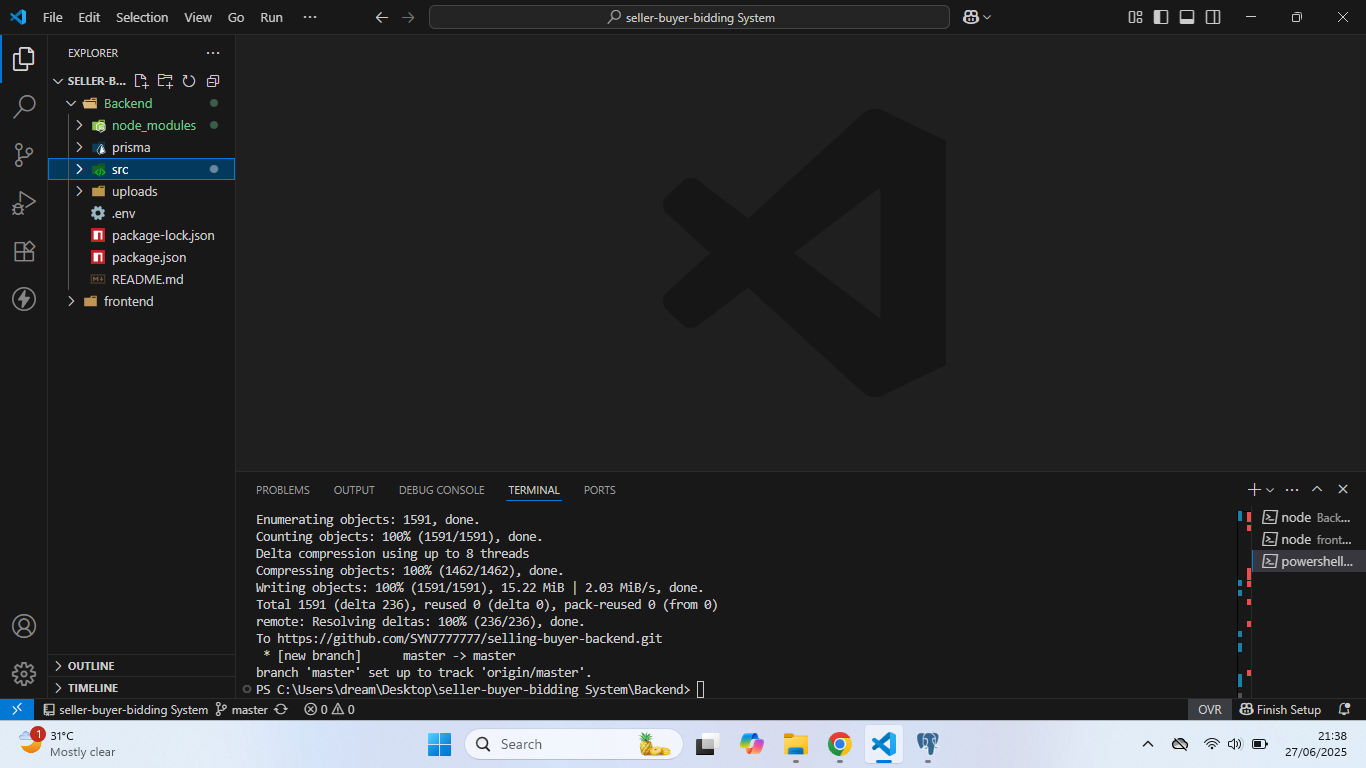 File Edit Selection View Go Run ···
seller-buyer-bidding System
EXPLORER
SELLER-B...
Backend
node_modules
prisma
src
uploads
.env
package-lock.json
package.json
README.md
frontend
OUTLINE
TIMELINE
PROBLEMS OUTPUT DEBUG CONSOLE TERMINAL PORTS
Enumerating objects: 1591, done.
Counting objects: 100% (1591/1591), done.
Delta compression using up to 8 threads
Compressing objects: 100% (1462/1462), done.
Writing objects: 100% (1591/1591), 15.22 MiB | 2.03 MiB/s, done.
Total 1591 (delta 236), reused 0 (delta 0), pack-reused 0 (from 0)
remote: Resolving deltas: 100% (236/236), done.
To https://github.com/SYN7777777/selling-buyer-backend.git
* [new branch] master -> master
branch 'master' set up to track 'origin/master'.
PS C:\Users\dream\Desktop\seller-buyer-bidding System\Backend>
node Back...
node front...
powershell...
seller-buyer-bidding System master 0 0 OVR Finish Setup
1
31°C
Mostly clear
Search
21:38
27/06/2025